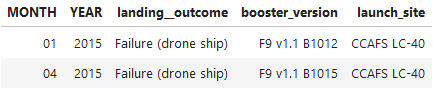 MONTH YEAR landing__outcome booster_version launch_site
01 2015 Failure (drone ship) F9 v1.1 B1012 CCAFS LC-40
04 2015 Failure (drone ship) F9 v1.1 B1015 CCAFS LC-40